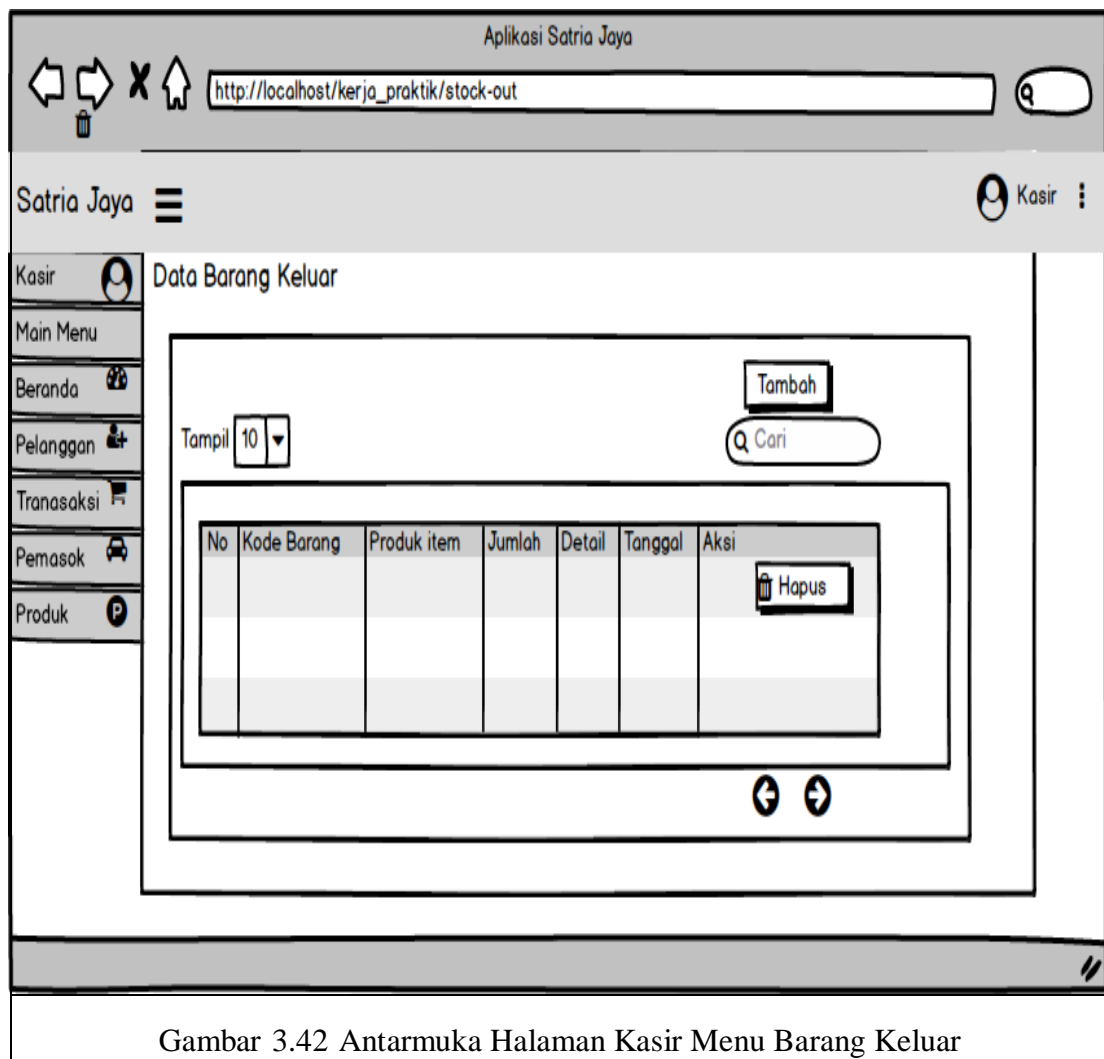 Aplikasi Satria Jaya
http://localhost/kerja_praktik/stock-out
Satria Jaya
Kasir
Kasir
Main Menu
Beranda
Pelanggan
Tranasaksi
Pemasok
Produk
P
Data Barang Keluar
Tambah
Tampil 10
Cari
No Kode Barang Produk item Jumlah Detail Tanggal Aksi
Hapus
Gambar 3.42 Antarmuka Halaman Kasir Menu Barang Keluar